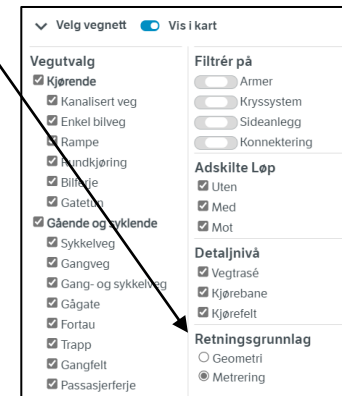 Velg vegnett Vis i kart
Vegutvalg
Kjørende
Kanalisert veg
Enkel bilveg
Rampe
Rundkjøring
Bilferje
Gatetun
Gående og syklende
Sykkelveg
Gangveg
Gang- og sykkelveg
Gågate
Fortau
Trapp
Gangfelt
Passasjerferje
Filtrér på
Armer
Kryssystem
Sideanlegg
Konnektering
Adskilte Løp
Uten
Med
Mot
Detaljnivå
Vegtrasé
Kjørebane
Kjørefelt
Retningsgrunnlag
Geometri
Metrering